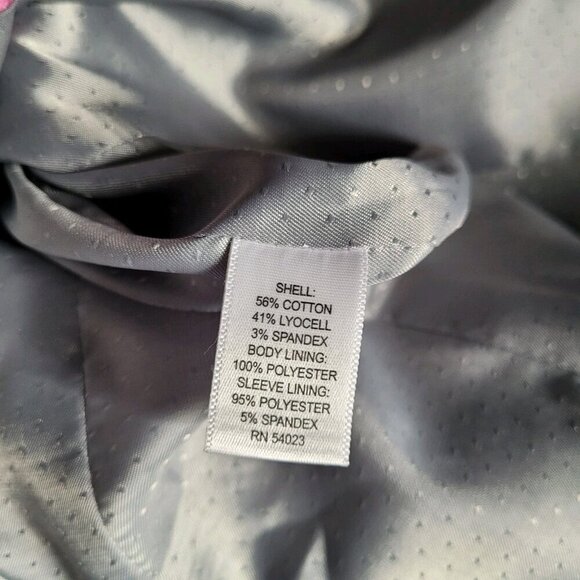 SHELL:
56% COTTON
41% LYOCELL
3% SPANDEX
BODY LINING:
100% POLYESTER
SLEEVE LINING:
95% POLYESTER
5% SPANDEX
RN 54023